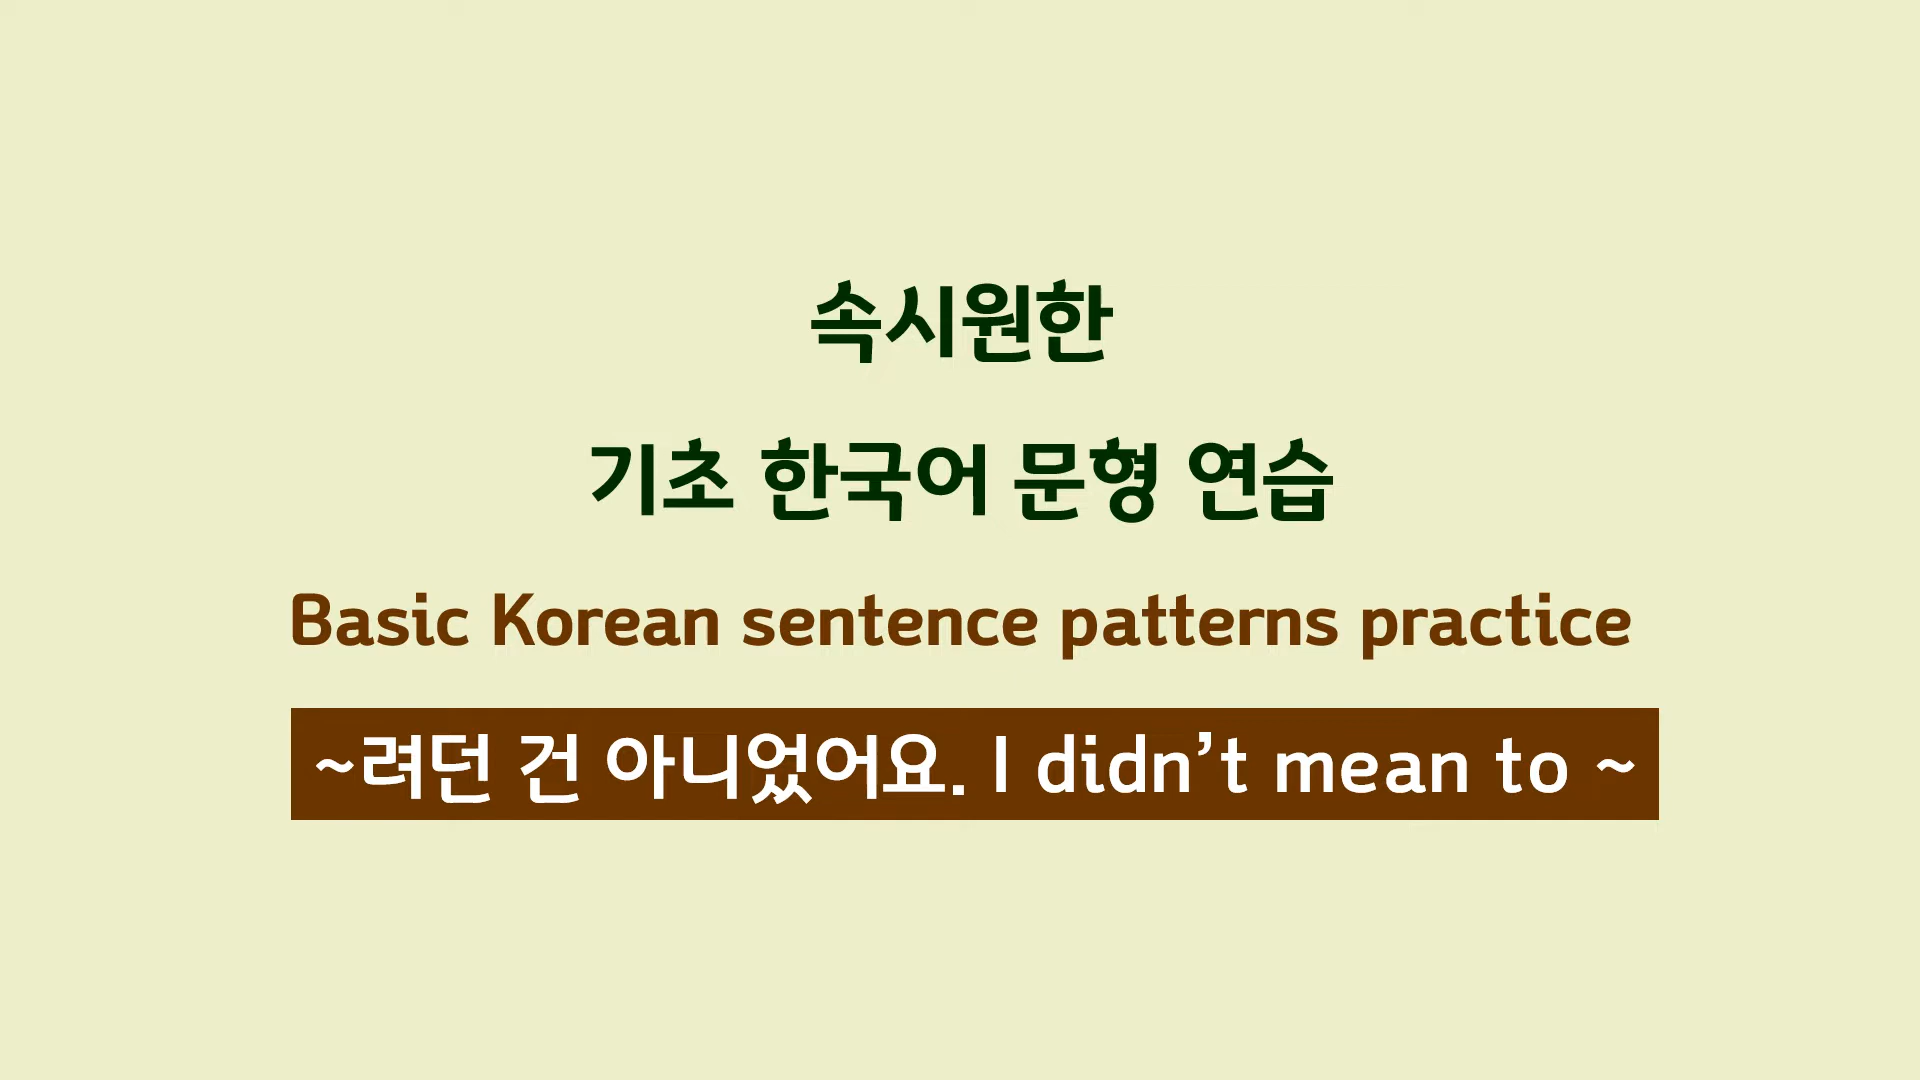 속시원한
기초 한국어 문형 연습
Basic Korean sentence patterns practice
~려던 건 아니었어요. I didn’t mean to ~